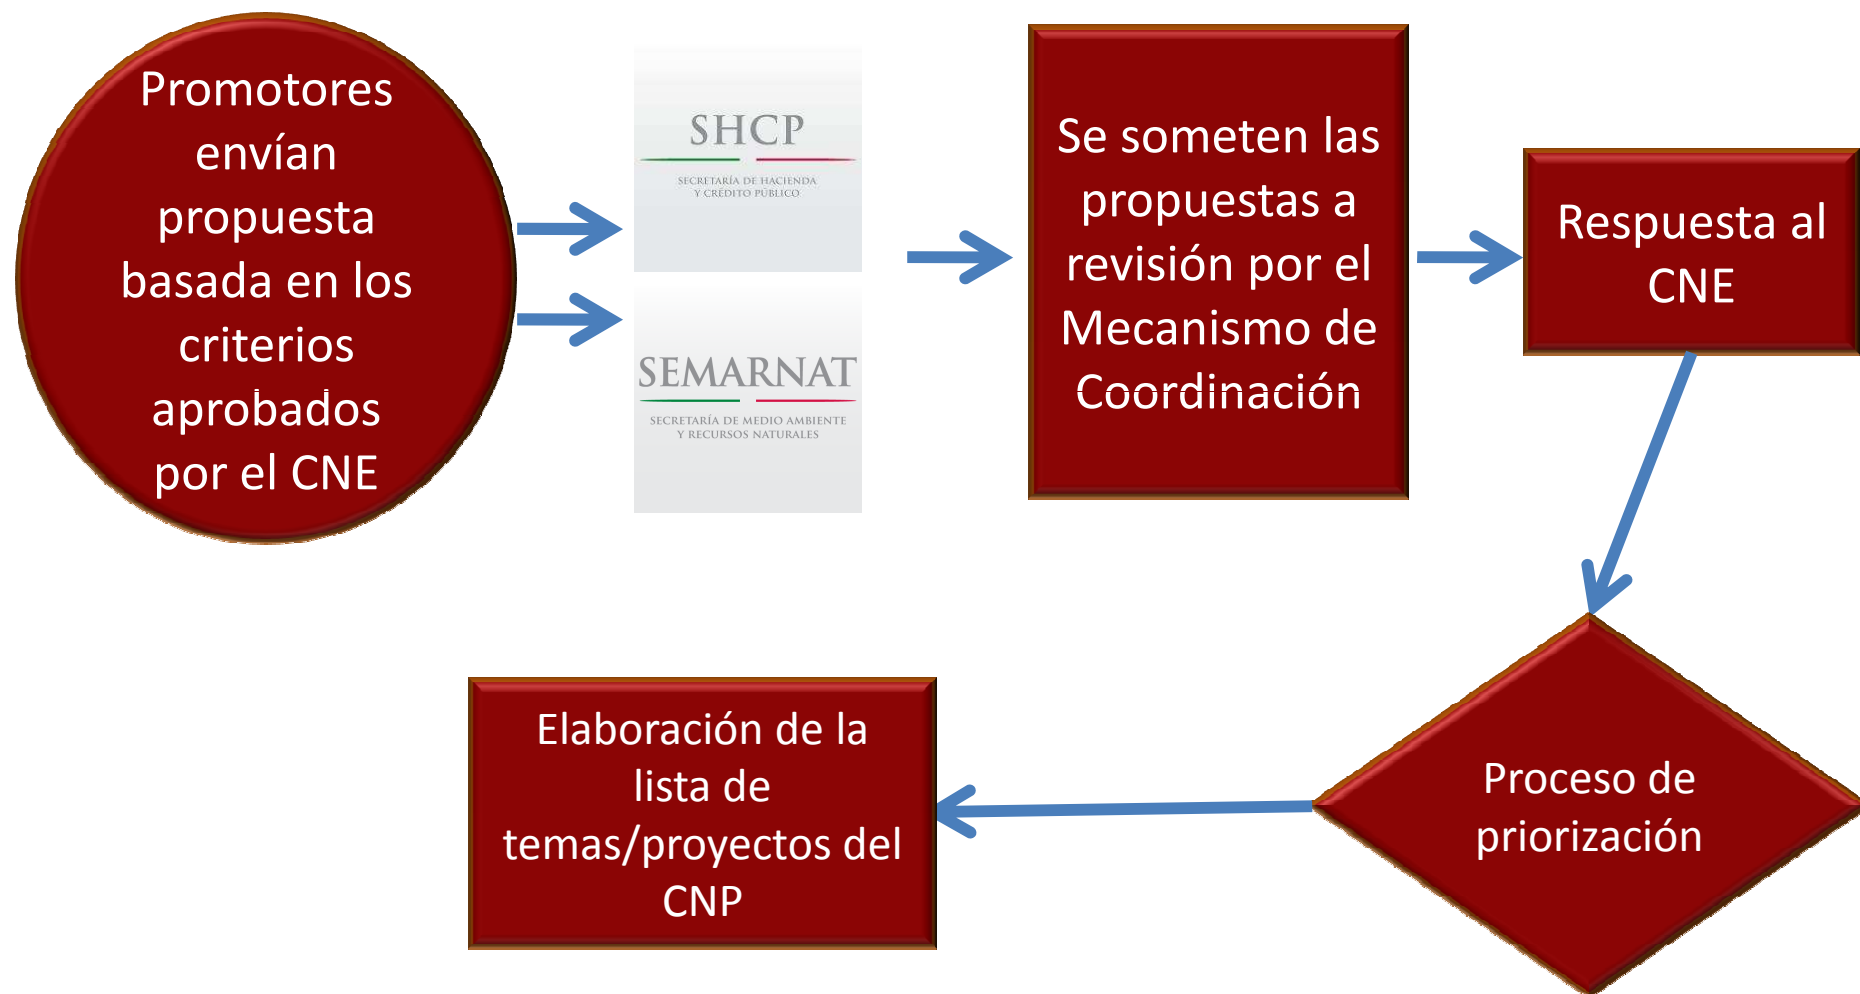 Promotores
envían
propuesta
basada en los
criterios
aprobados
por el CNE
SHCP
SECRETARÍA DE HACIENDA
Y CRÉDITO PÚBLICO
SEMARNAT
SECRETARÍA DE MEDIO AMBIENTE
Y RECURSOS NATURALES
Se someten las
propuestas a
revisión por el
Mecanismo de
Coordinación
Respuesta al
CNE
Proceso de
priorización
Elaboración de la
lista de
temas/proyectos del
CNP